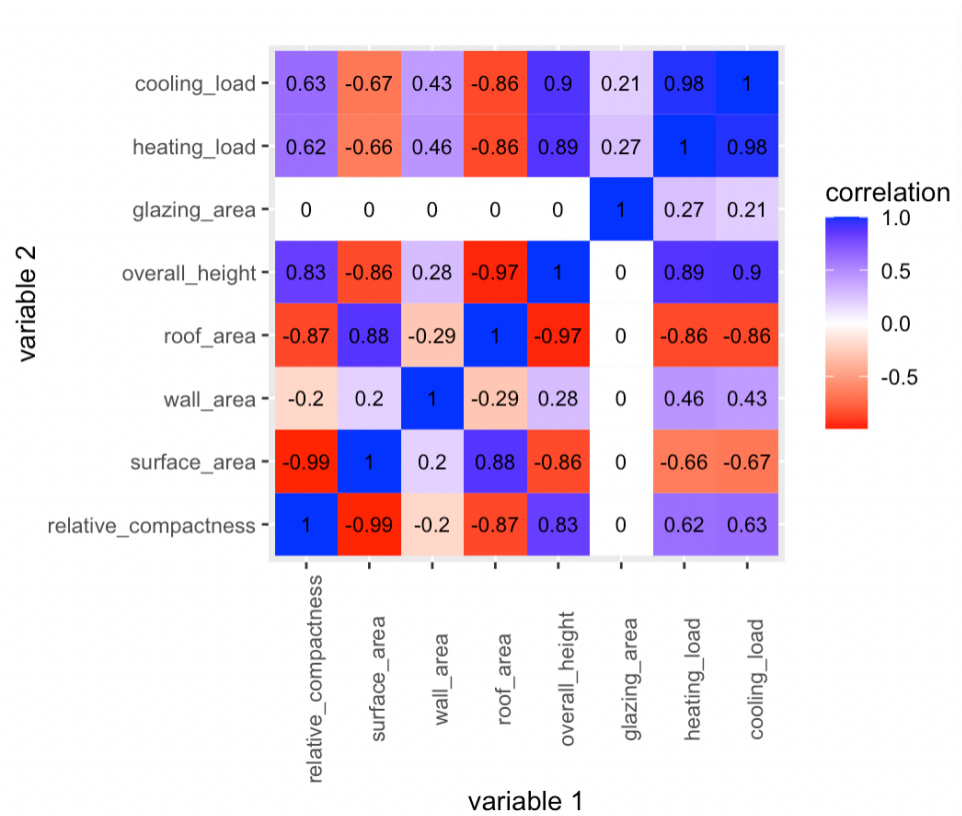 cooling_load 0.63 -0.67 0.43 -0.86 0.9 0.21 0.98 1
heating_load 0.62 -0.66 0.46 -0.86 0.89 0.27 1 0.98
glazing_area 0 0 0 0 0 1 0.27 0.21
overall_height 0.83 -0.86 0.28 -0.97 1 0 0.89 0.9
roof_area -0.87 0.88 -0.29 1 -0.97 0 -0.86 -0.86
wall_area -0.2 0.2 1 -0.29 0.28 0 0.46 0.43
surface_area -0.99 1 0.2 0.88 -0.86 0 -0.66 -0.67
relative_compactness 1 -0.99 -0.2 -0.87 0.83 0 0.62 0.63
variable 2
relative_compactness
surface_area
wall_area
roof_area
overall_height
glazing_area
heating_load
cooling_load
variable 1
correlation
1.0
0.5
0.0
-0.5